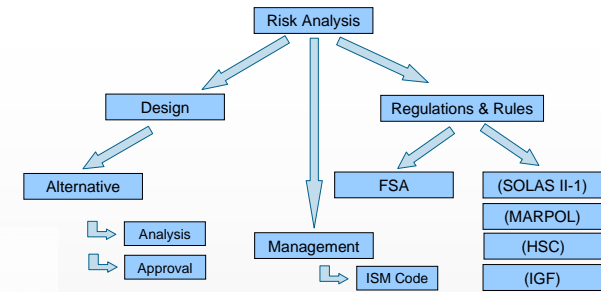 Risk Analysis
Design
Regulations & Rules
Alternative
FSA
(SOLAS II-1)
(MARPOL)
Analysis
Management
(HSC)
Approval
ISM Code
(IGF)